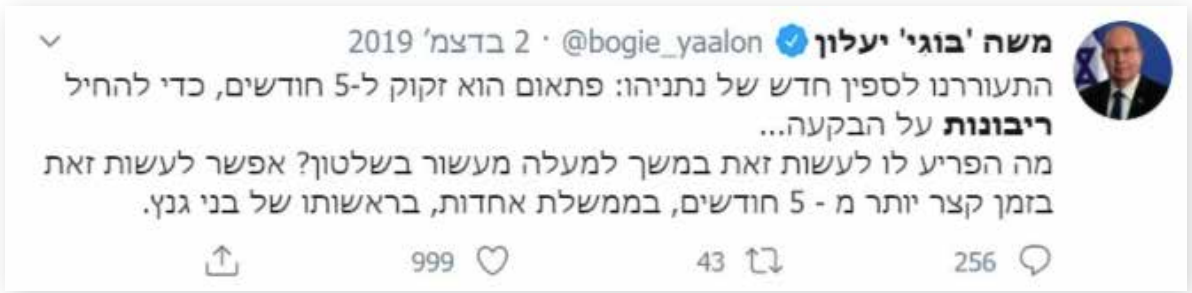 משה 'בוגי' יעלון @bogie_yaalon · 2 בדצמ׳ 2019
התעוררנו לספין חדש של נתניהו: פתאום הוא זקוק ל-5 חודשים, כדי להחיל
ריבונות על הבקעה...
מה הפריע לו לעשות זאת במשך למעלה מעשור בשלטון? אפשר לעשות זאת
בזמן קצר יותר מ - 5 חודשים, בממשלת אחדות, בראשותו של בני גנץ.
256 43 999